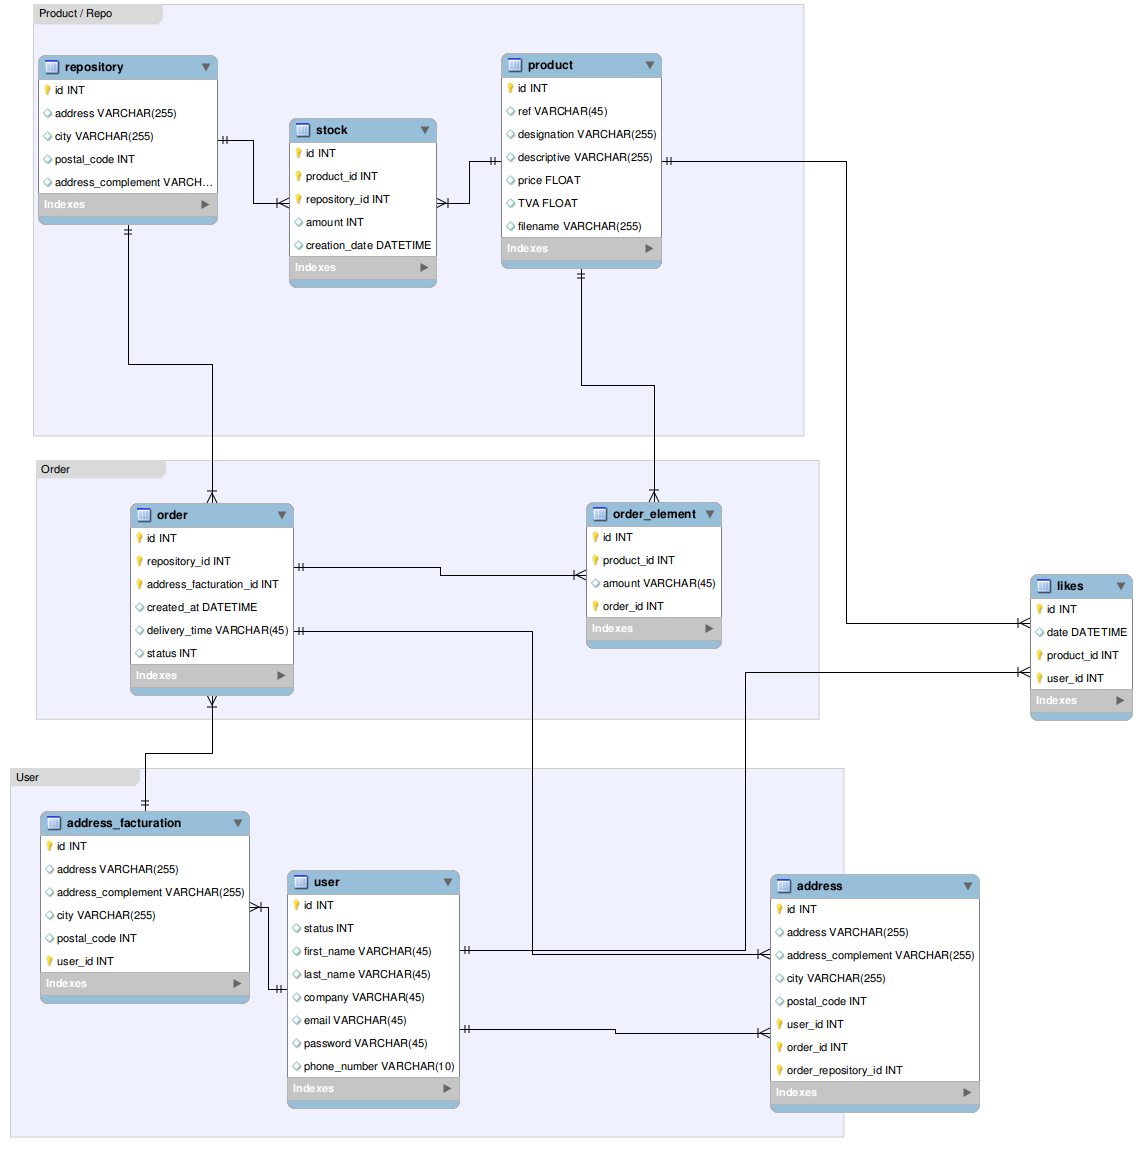 Product / Repo
repository
id INT
address VARCHAR(255)
city VARCHAR(255)
postal_code INT
address_complement VARCH...
Indexes
stock
id INT
product_id INT
repository_id INT
amount INT
creation_date DATETIME
Indexes
product
id INT
ref VARCHAR(45)
designation VARCHAR(255)
descriptive VARCHAR(255)
price FLOAT
TVA FLOAT
filename VARCHAR(255)
Indexes
Order
order
id INT
repository_id INT
address_facturation_id INT
created_at DATETIME
delivery_time VARCHAR(45)
status INT
Indexes
order_element
id INT
product_id INT
amount VARCHAR(45)
order_id INT
Indexes
likes
id INT
date DATETIME
product_id INT
user_id INT
Indexes
User
address_facturation
id INT
address VARCHAR(255)
address_complement VARCHAR(255)
city VARCHAR(255)
postal_code INT
user_id INT
Indexes
user
id INT
status INT
first_name VARCHAR(45)
last_name VARCHAR(45)
company VARCHAR(45)
email VARCHAR(45)
password VARCHAR(45)
phone_number VARCHAR(10)
Indexes
address
id INT
address VARCHAR(255)
address_complement VARCHAR(255)
city VARCHAR(255)
postal_code INT
user_id INT
order_id INT
order_repository_id INT
Indexes